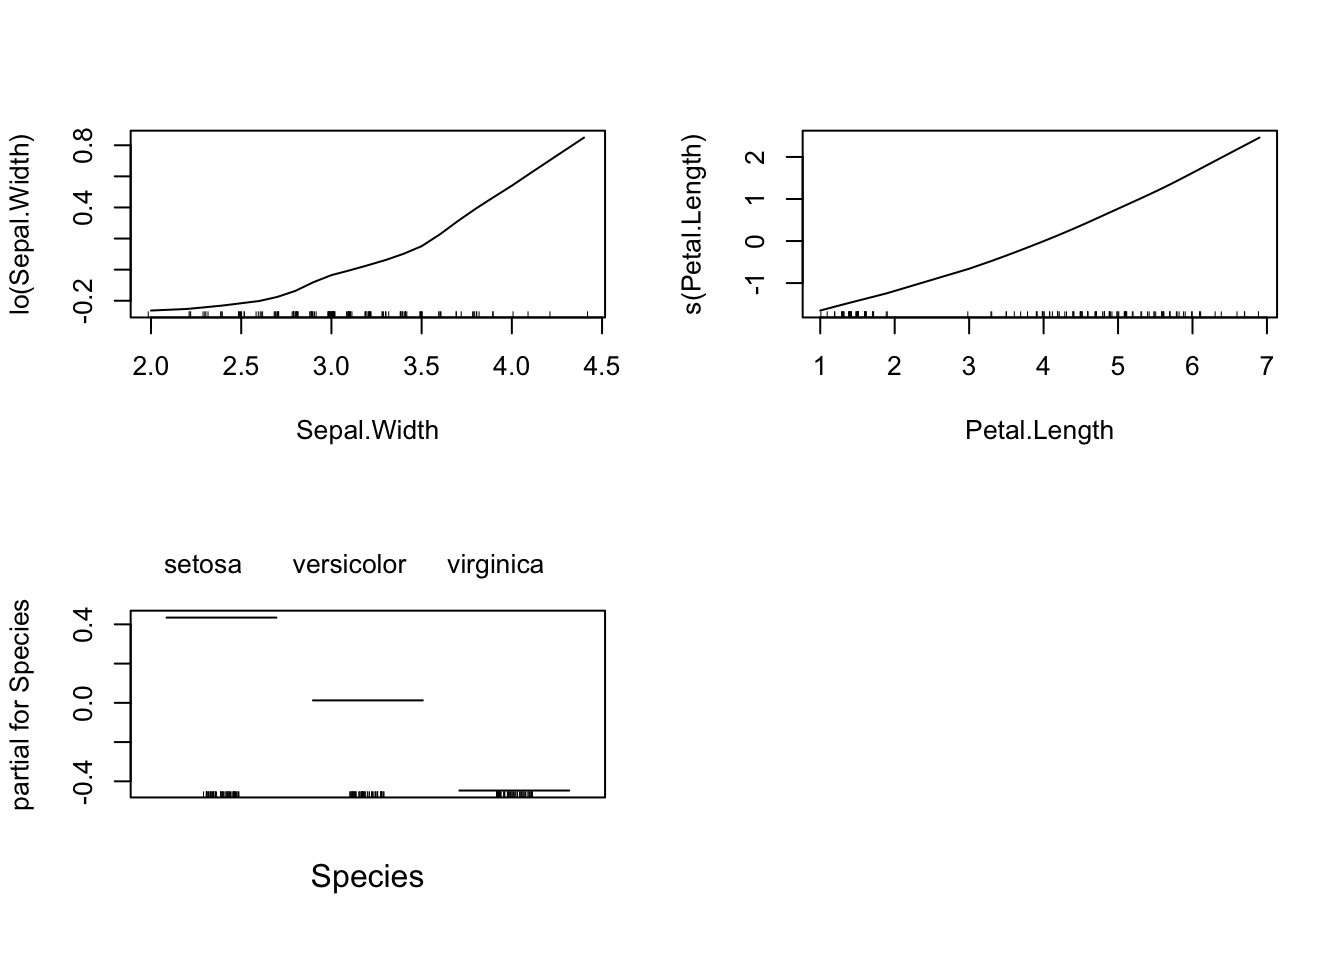 lo(Sepal.Width)
-0.2 0.4 0.8
2.0 2.5 3.0 3.5 4.0 4.5
Sepal.Width
s(Petal.Length)
-1 0 1 2
1 2 3 4 5 6 7
Petal.Length
setosa versicolor virginica
partial for Species
-0.4 0.0 0.4
Species